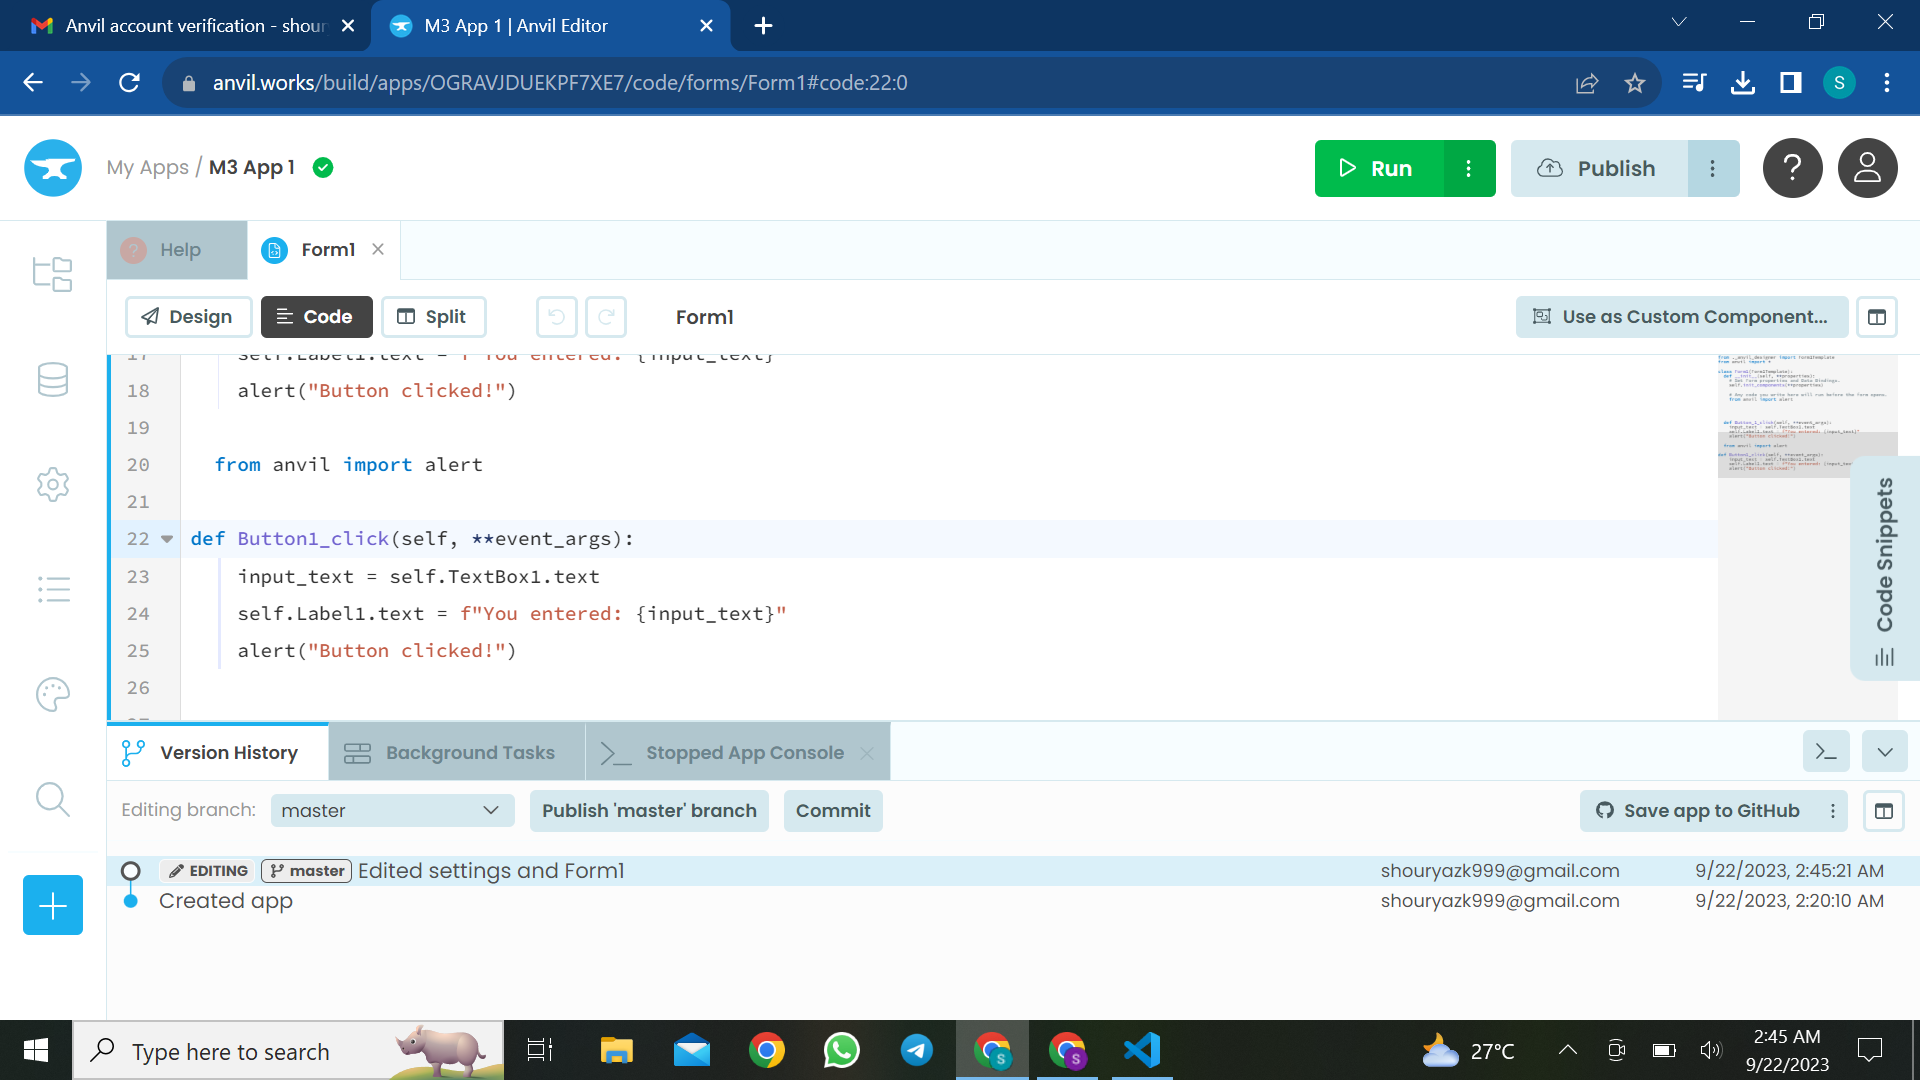 Anvil account verification - shour
M3 App 1 | Anvil Editor
anvil.works/build/apps/OGRAVJDUEKPF7XE7/code/forms/Form1#code:22:0
S
My Apps / M3 App 1
Run
Publish
?
? Help
Form1
Design
Code
Split
Form1
Use as Custom Component...
17 self.Label1.text = f"You entered: {input_text}"
18 alert("Button clicked!")
19
20 from anvil import alert
21
22 def Button1_click(self, **event_args):
23 input_text = self.TextBox1.text
24 self.Label1.text = f"You entered: {input_text}"
25 alert("Button clicked!")
26
Code Snippets
Version History
Background Tasks
Stopped App Console
Editing branch:
master
Publish 'master' branch
Commit
Save app to GitHub
EDITING master Edited settings and Form1 shouryazk999@gmail.com 9/22/2023, 2:45:21 AM
Created app shouryazk999@gmail.com 9/22/2023, 2:20:10 AM
Type here to search
S
S
27°C
2:45 AM
9/22/2023